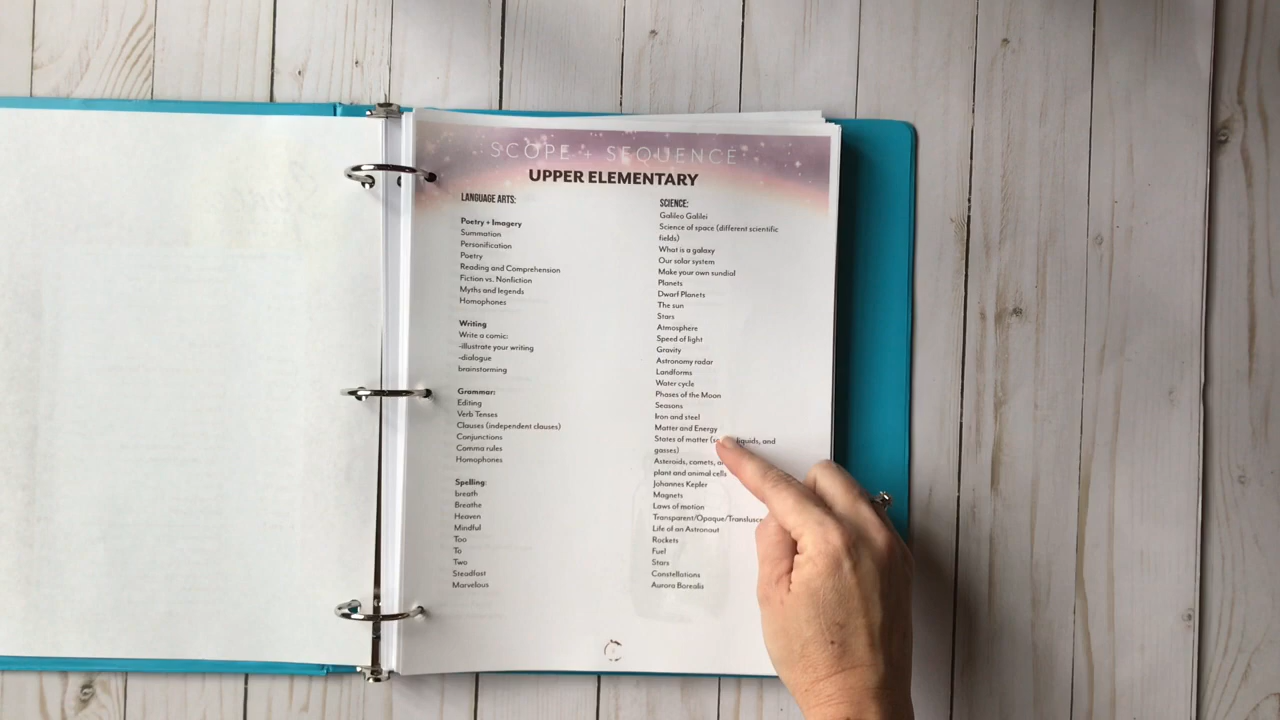 SCOPE + SEQUENCE
UPPER ELEMENTARY
LANGUAGE ARTS:
Poetry + Imagery
Summation
Personification
Poetry
Reading and Comprehension
Fiction vs. Nonfiction
Myths and legends
Homophones
Writing
Write a comic:
-illustrate your writing
-dialogue
brainstorming
Grammar:
Editing
Verb Tenses
Clauses (independent clauses)
Conjunctions
Comma rules
Homophones
Spelling:
breath
Breathe
Heaven
Mindful
Too
To
Two
Steadfast
Marvelous
SCIENCE:
Galileo Galilei
Science of space (different scientific
fields)
What is a galaxy
Our solar system
Make your own sundial
Planets
Dwarf Planets
The sun
Stars
Atmosphere
Speed of light
Gravity
Astronomy radar
Landforms
Water cycle
Phases of the Moon
Seasons
Iron and steel
Matter and Energy
States of matter liquids, and
gasses)
Asteroids, comets,
plant and animal cells
Johannes Kepler
Magnets
Laws of motion
Transparent/Opaque/
Life of an Astronaut
Rockets
Fuel
Stars
Constellations
Aurora Borealis